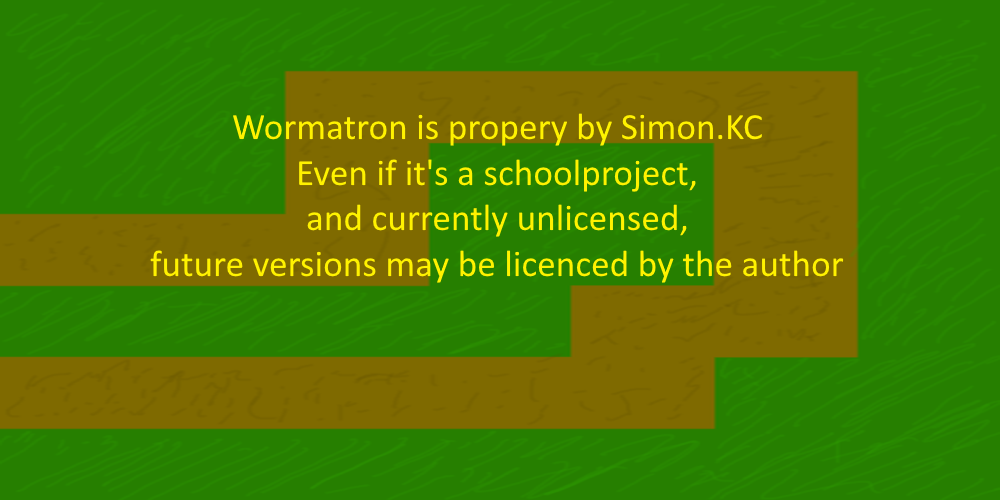 Wormatron is propery by Simon.KC
Even if it's a schoolproject,
and currently unlicensed,
future versions may be licenced by the author